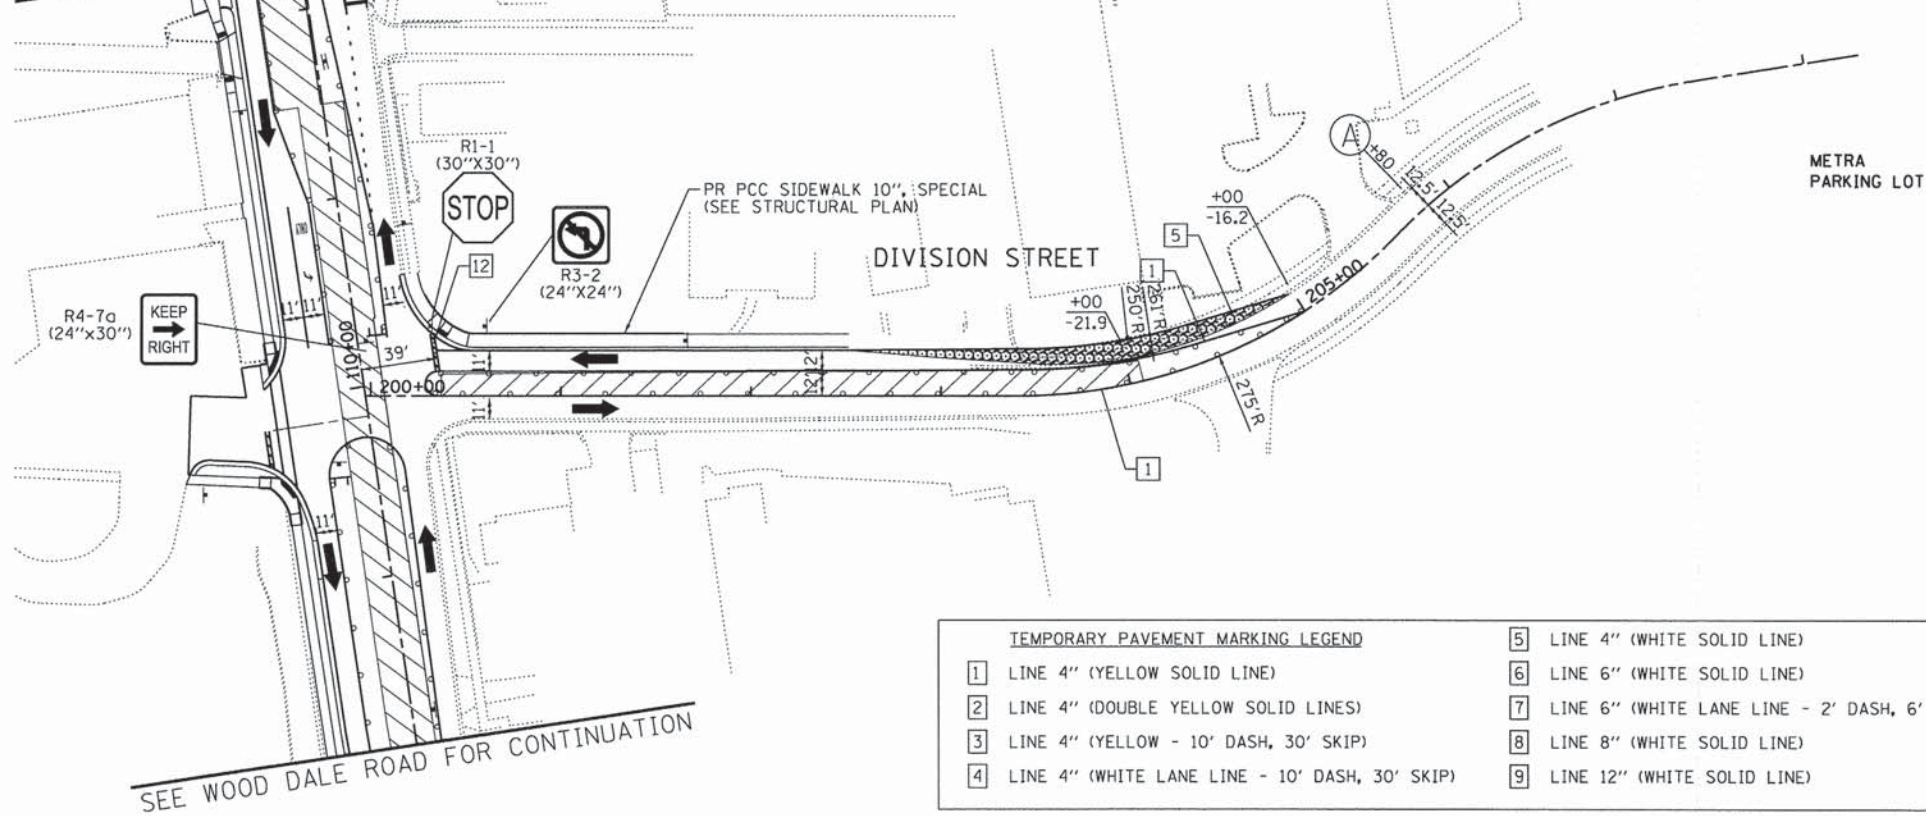 R1-1
(30"X30")
STOP
12
R3-2
(24"X24")
PR PCC SIDEWALK 10", SPECIAL
(SEE STRUCTURAL PLAN)
DIVISION STREET
R4-7a
(24"x30")
KEEP
RIGHT
11' 11'
11'
39'
110+00
200+00
11'
11'
12' 12'
+00
-21.9
250'R
261'R
1
5
+00
-16.2
A
+80
12.5'
12.5'
205+00
275'R
1
METRA
PARKING LOT
11'
SEE WOOD DALE ROAD FOR CONTINUATION
TEMPORARY PAVEMENT MARKING LEGEND
1 LINE 4" (YELLOW SOLID LINE)
2 LINE 4" (DOUBLE YELLOW SOLID LINES)
3 LINE 4" (YELLOW - 10' DASH, 30' SKIP)
4 LINE 4" (WHITE LANE LINE - 10' DASH, 30' SKIP)
5 LINE 4" (WHITE SOLID LINE)
6 LINE 6" (WHITE SOLID LINE)
7 LINE 6" (WHITE LANE LINE - 2' DASH, 6'
8 LINE 8" (WHITE SOLID LINE)
9 LINE 12" (WHITE SOLID LINE)